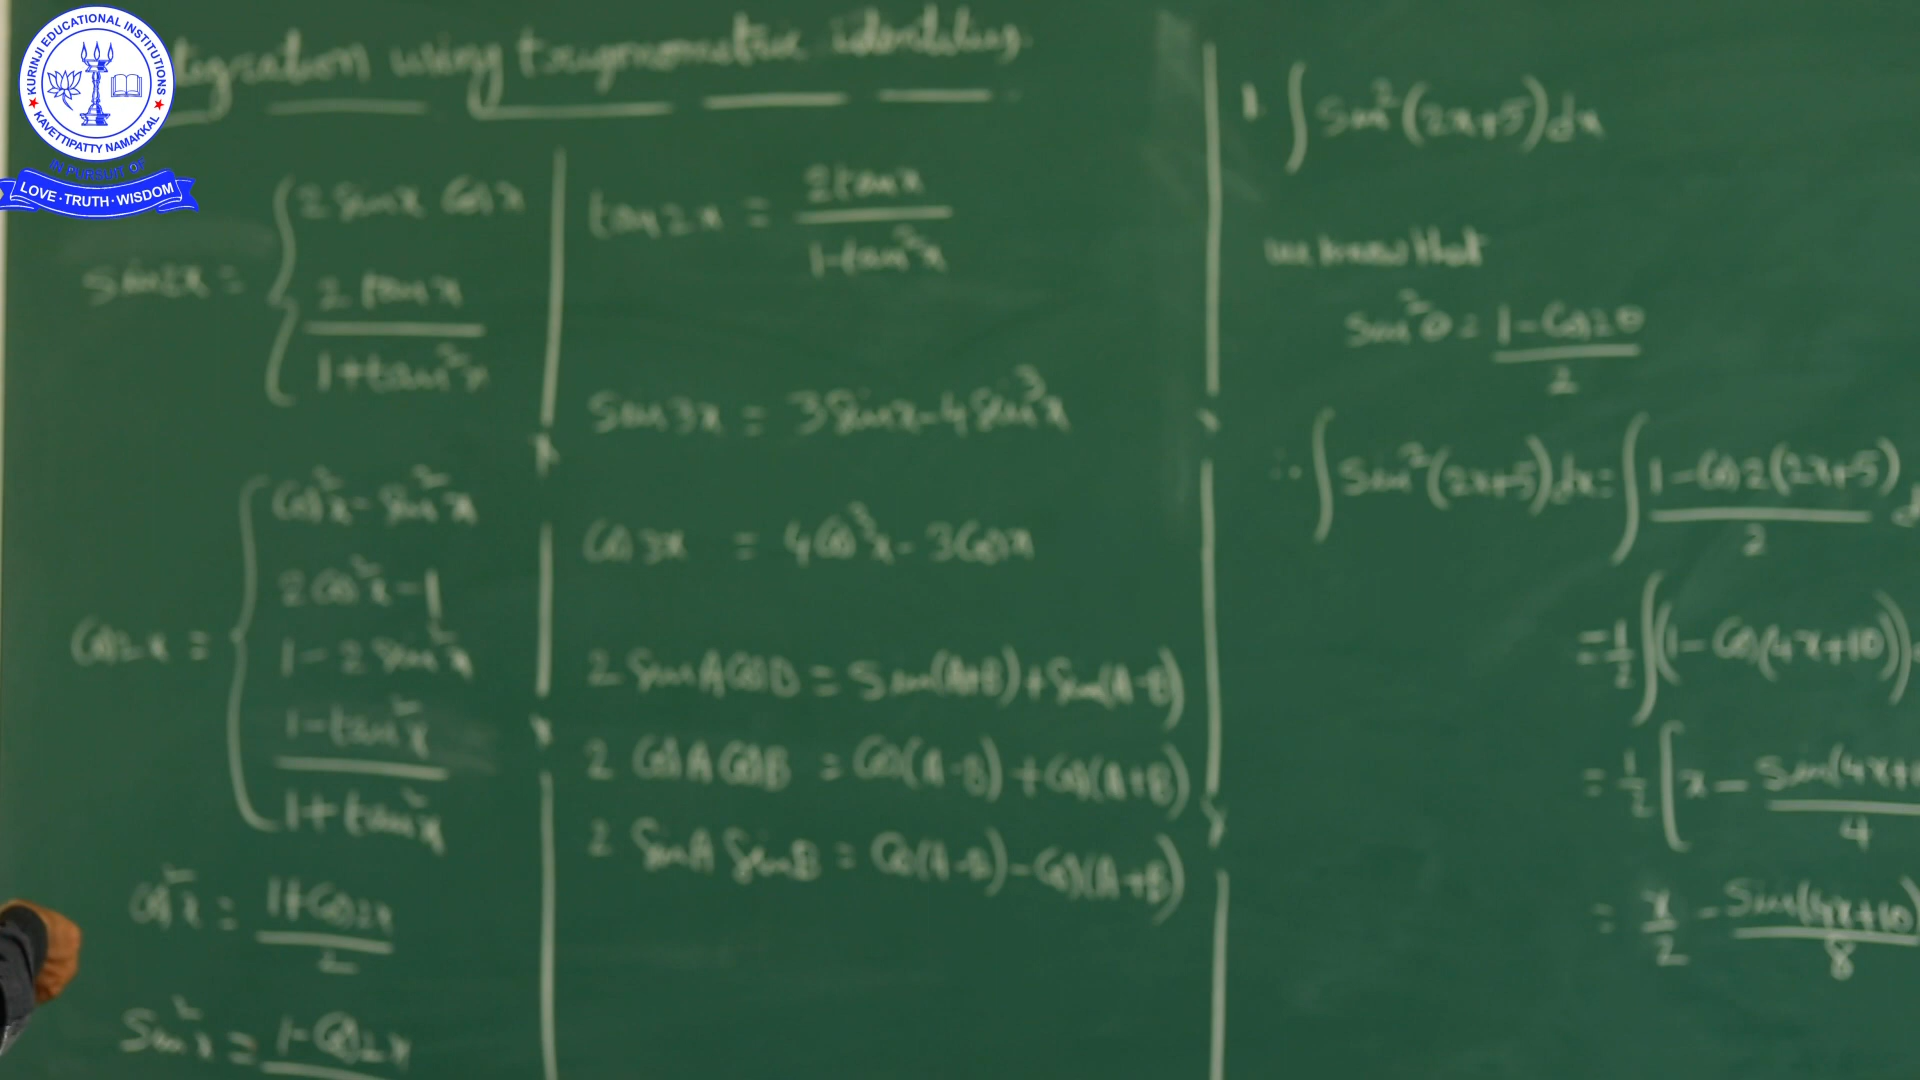 KURINJI EDUCATIONAL INSTITUTIONS
KAVETTIPATTY NAMAKKAL
IN PURSUIT OF
LOVE · TRUTH · WISDOM
tigration using trigonometric identities.
sin2x = { 2 sinx cosx
2 tanx
1+tan²x
cos2x = { cos²x - sin²x
2cos²x - 1
1 - 2 sin²x
1-tan²x
1+tan²x
cos²x = 1+cos2x
2
sin²x = 1-cos2x
tan2x = 2tanx
1-tan²x
Sin3x = 3sinx - 4sin³x
Cos3x = 4cos³x - 3cosx
2 SinA CosB = Sin(A+B) + Sin(A-B)
2 CosA CosB = Cos(A-B) + Cos(A+B)
2 SinA SinB = Cos(A-B) - Cos(A+B)
1. ∫ Sin²(2x+5)dx
we know that
Sin²θ = 1-Cos2θ
2
∴ ∫ Sin²(2x+5)dx = ∫ 1-Cos2(2x+5) d
2
= 1/2 ∫(1-Cos(4x+10))
= 1/2 [ x - Sin(4x+1
4
= x/2 - Sin(4x+10)
8